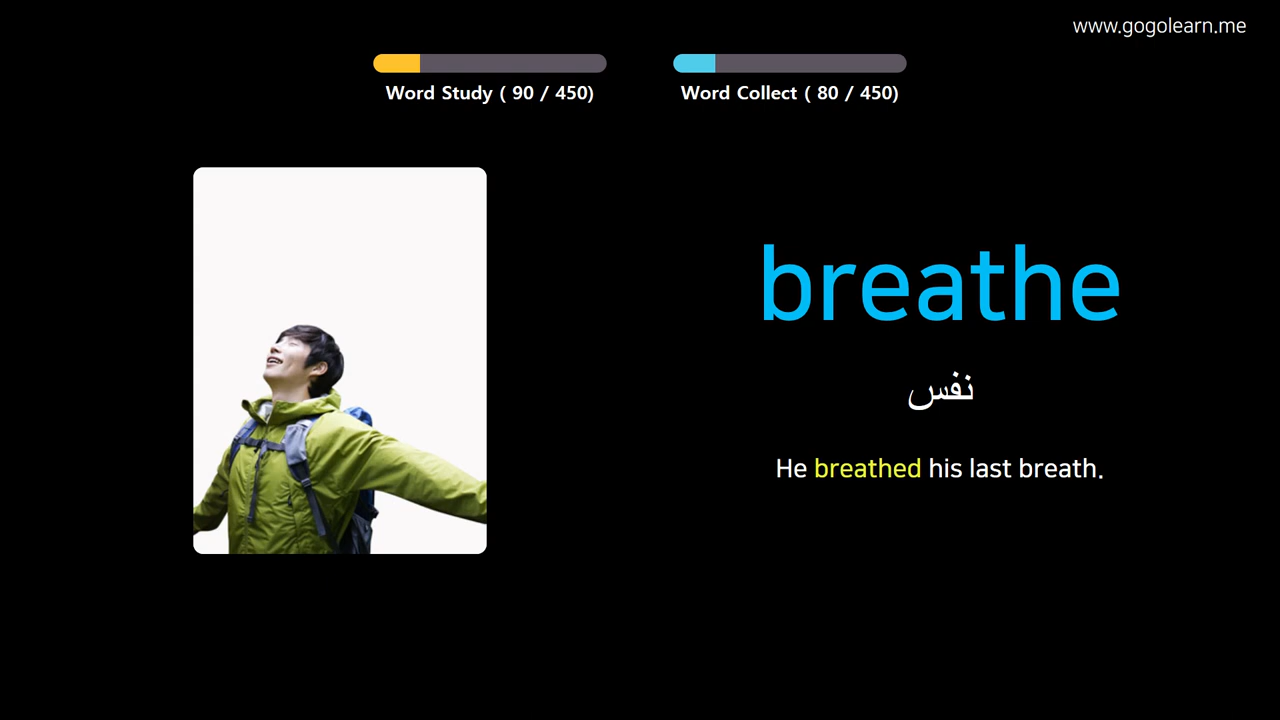 www.gogolearn.me
Word Study ( 90 / 450)
Word Collect ( 80 / 450)
breathe
نفس
He breathed his last breath.